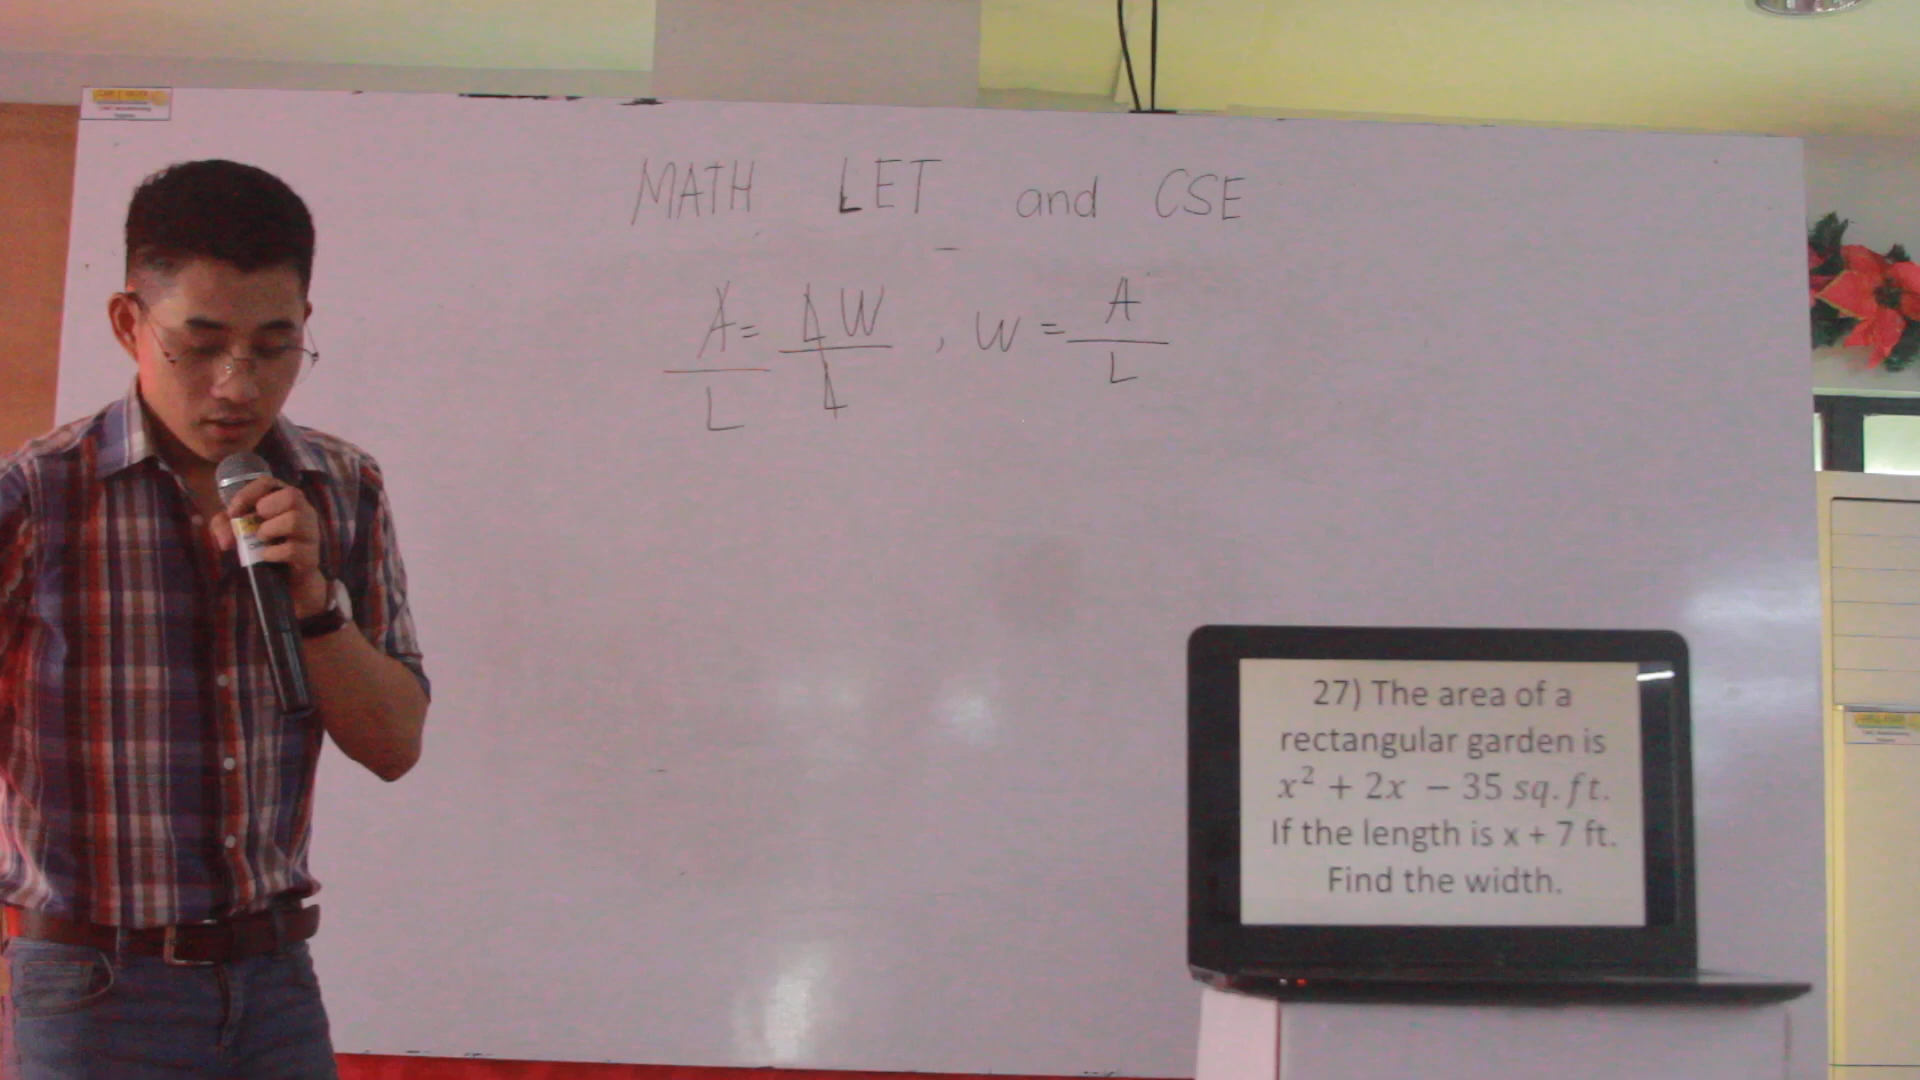 MATH LET and CSE
A = L W , W = A
L L L
27) The area of a
rectangular garden is
x² + 2x − 35 sq. ft.
If the length is x + 7 ft.
Find the width.